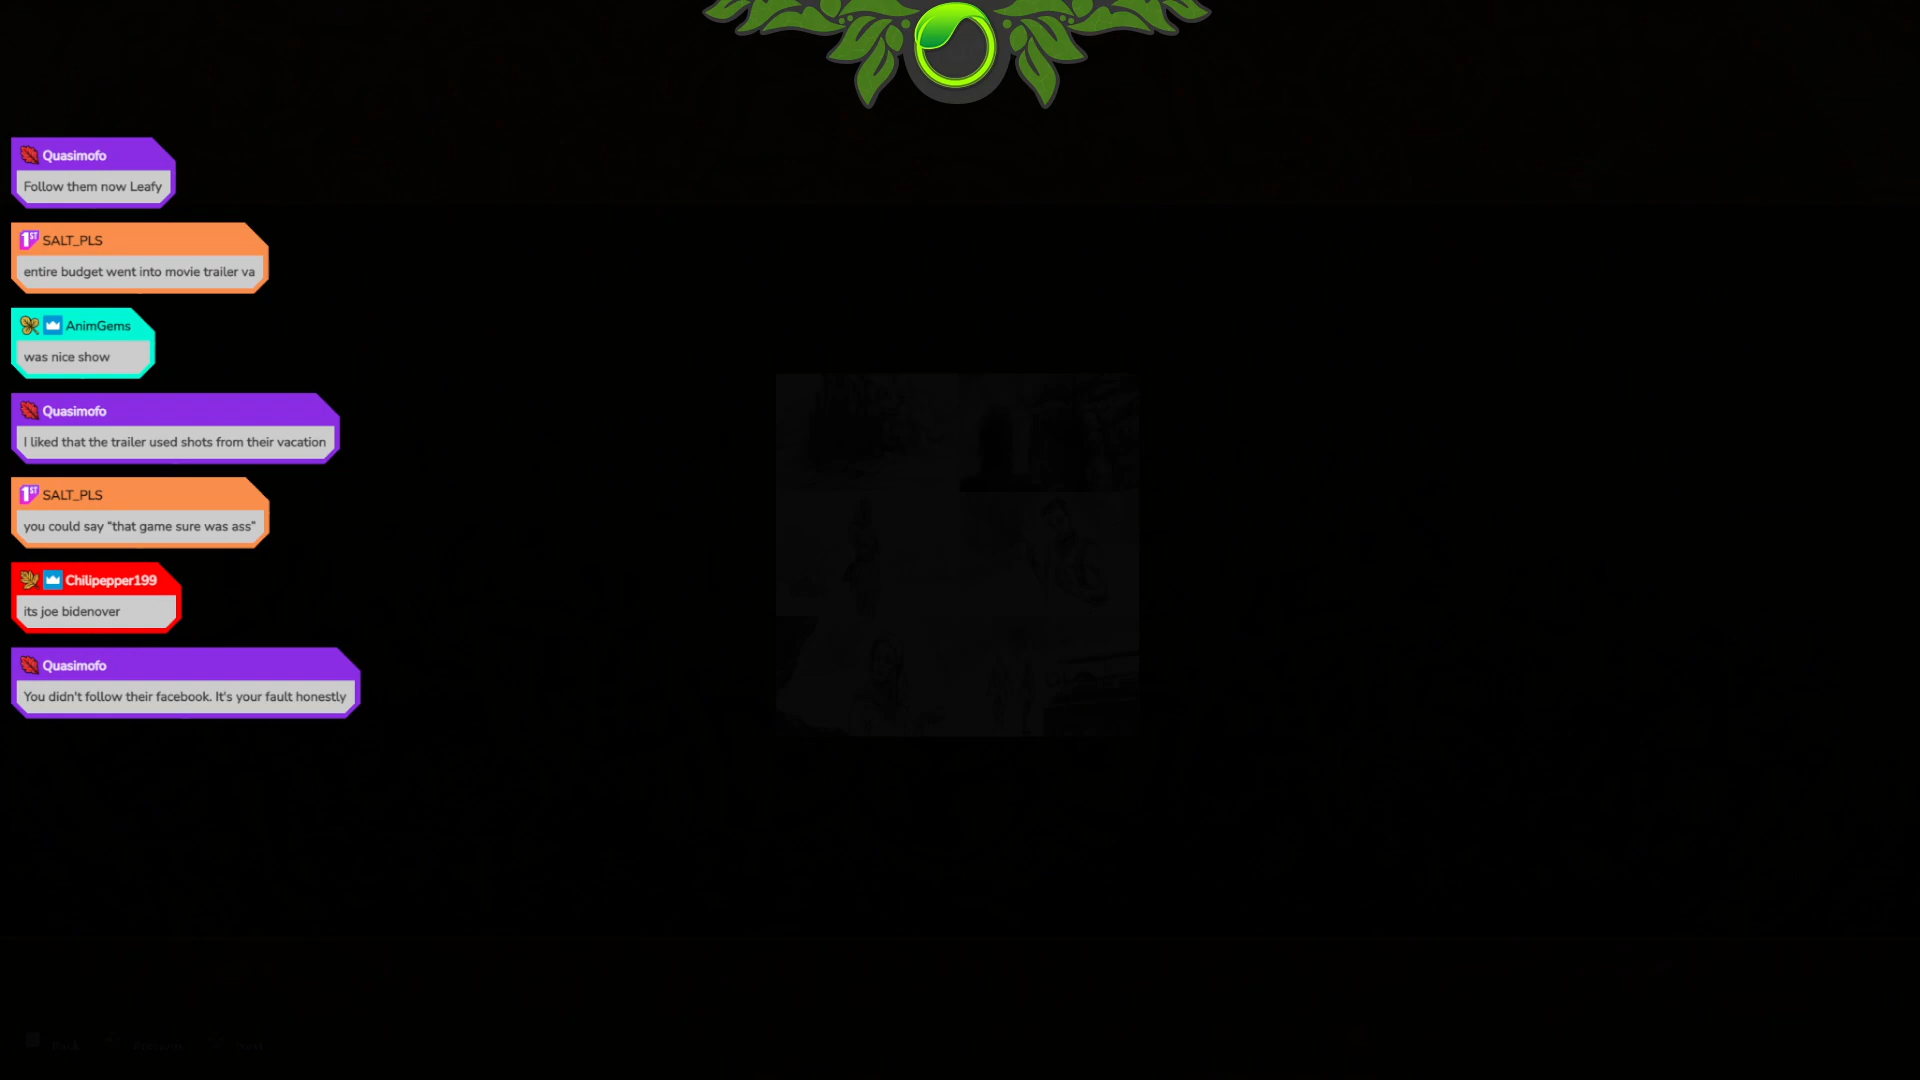 Quasimofo
Follow them now Leafy
1ST SALT_PLS
entire budget went into movie trailer va
AnimGems
was nice show
Quasimofo
I liked that the trailer used shots from their vacation
1ST SALT_PLS
you could say "that game sure was ass"
Chilipepper199
its joe bidenover
Quasimofo
You didn't follow their facebook. It's your fault honestly